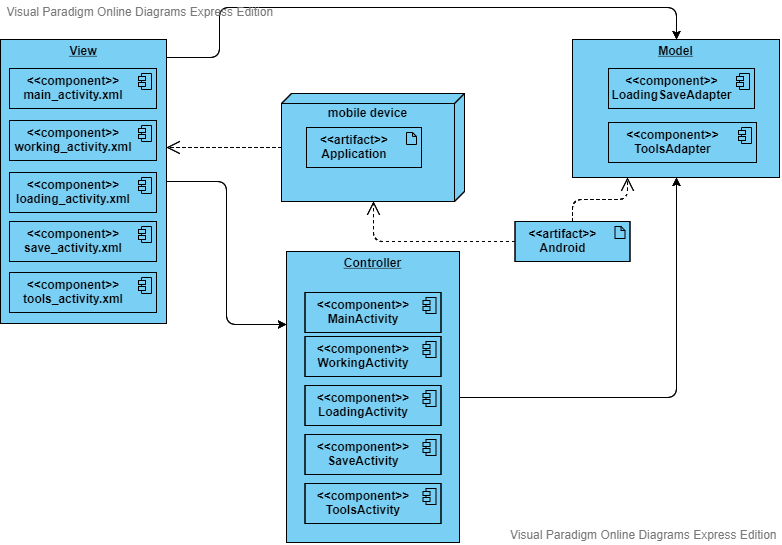 Visual Paradigm Online Diagrams Express Edition
View
<<component>>
main_activity.xml
<<component>>
working_activity.xml
<<component>>
loading_activity.xml
<<component>>
save_activity.xml
<<component>>
tools_activity.xml
mobile device
<<artifact>>
Application
Model
<<component>>
LoadingSaveAdapter
<<component>>
ToolsAdapter
<<artifact>>
Android
Controller
<<component>>
MainActivity
<<component>>
WorkingActivity
<<component>>
LoadingActivity
<<component>>
SaveActivity
<<component>>
ToolsActivity
Visual Paradigm Online Diagrams Express Edition